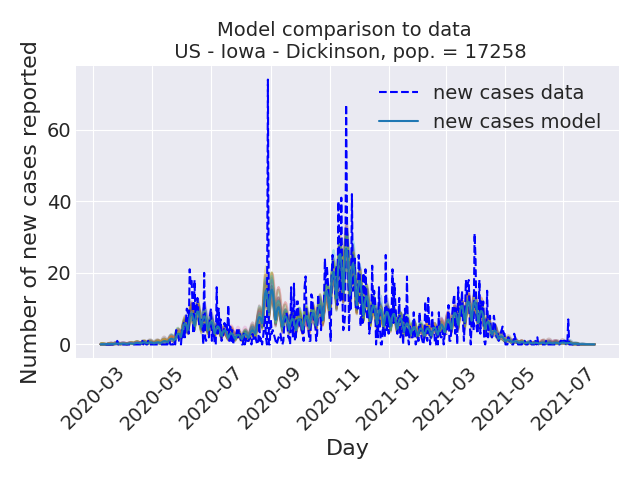 Model comparison to data
US - Iowa - Dickinson, pop. = 17258
Number of new cases reported
new cases data
new cases model
60
40
20
0
2020-03
2020-05
2020-07
2020-09
2020-11
2021-01
2021-03
2021-05
2021-07
Day